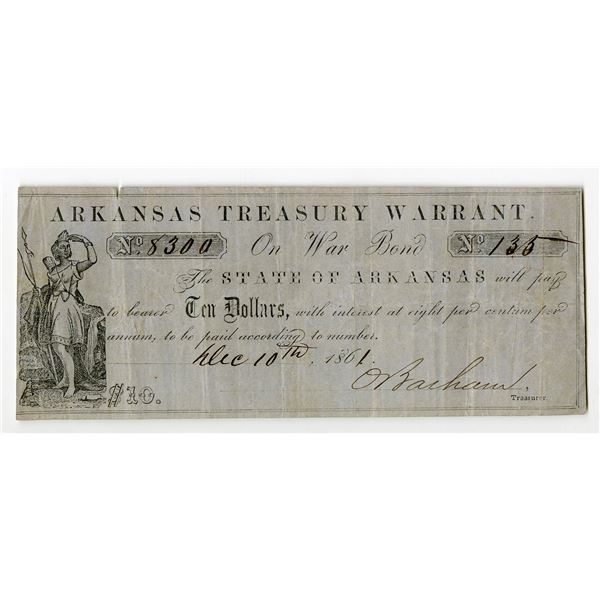 ARKANSAS TREASURY WARRANT.
No. 8300 On War Bond No. 135
The STATE OF ARKANSAS will pay
to bearer Ten Dollars, with interest at eight per centum per
annum, to be paid according to number.
Dec 10th, 1861.
O Basham,
Treasurer.
$10.